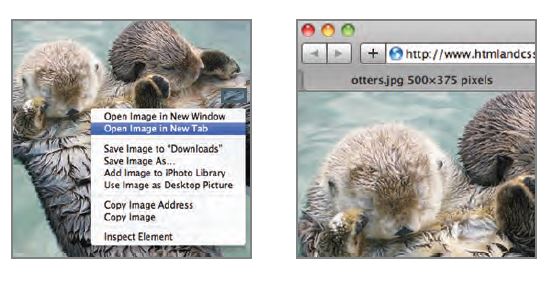 Open Image in New Window
Open Image in New Tab
Save Image to "Downloads"
Save Image As...
Add Image to iPhoto Library
Use Image as Desktop Picture
Copy Image Address
Copy Image
Inspect Element
http://www.htmlandcss
otters.jpg 500×375 pixels